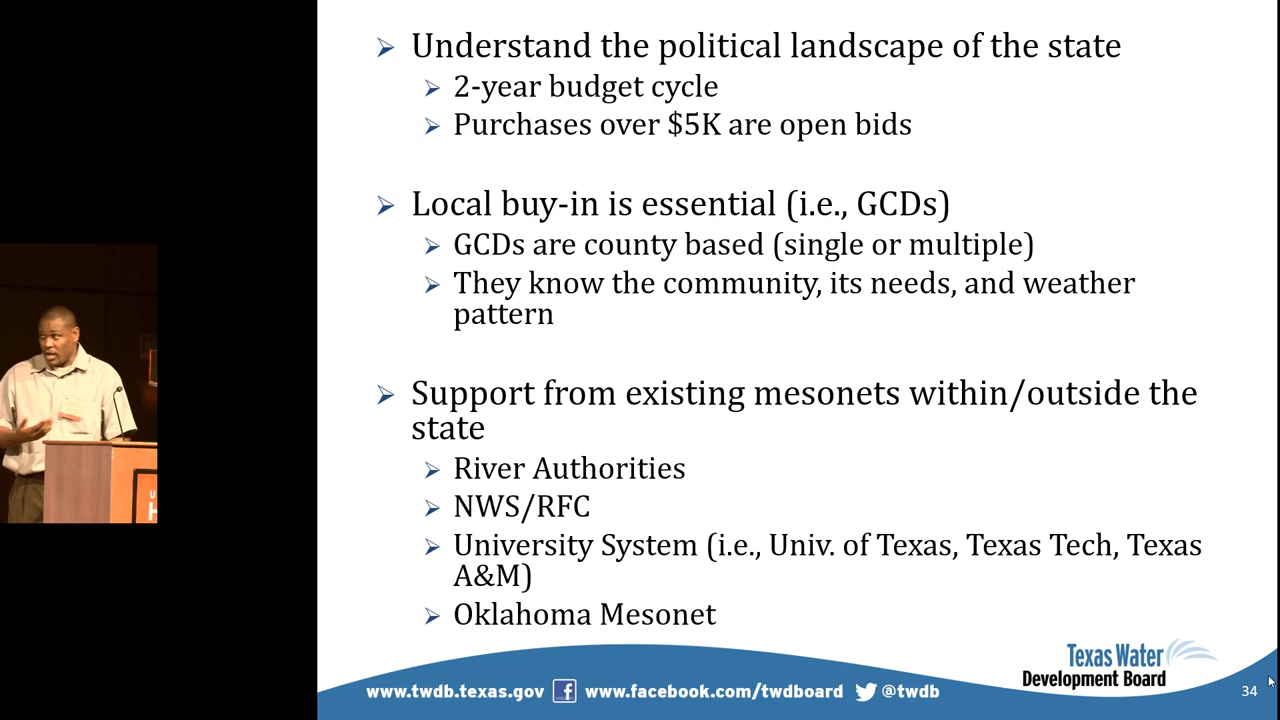 Understand the political landscape of the state
2-year budget cycle
Purchases over $5K are open bids
Local buy-in is essential (i.e., GCDs)
GCDs are county based (single or multiple)
They know the community, its needs, and weather
pattern
Support from existing mesonets within/outside the
state
River Authorities
NWS/RFC
University System (i.e., Univ. of Texas, Texas Tech, Texas
A&M)
Oklahoma Mesonet
Texas Water
Development Board
www.twdb.texas.gov f www.facebook.com/twdboard @twdb
34